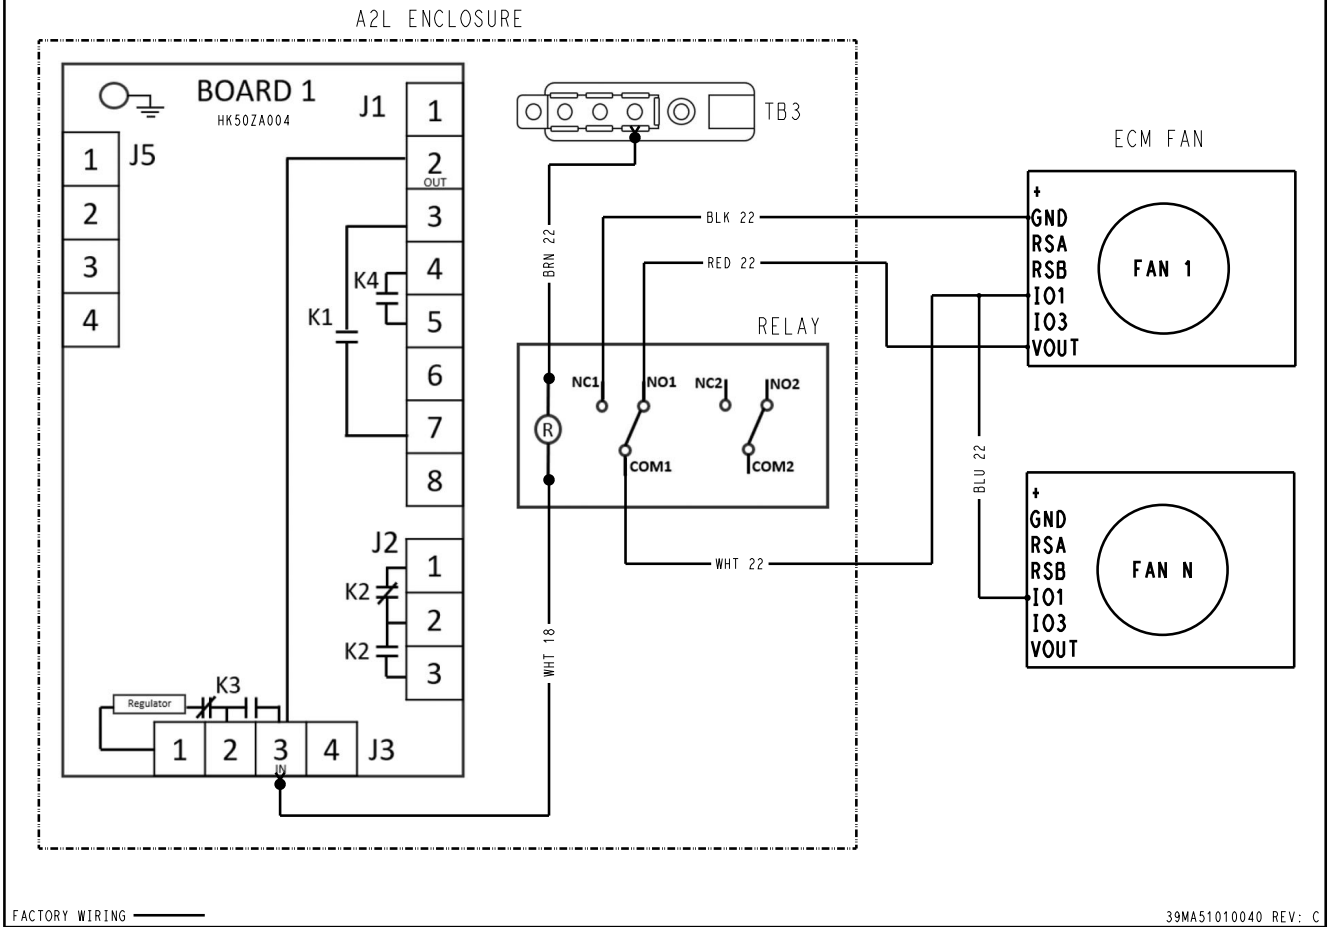 A2L ENCLOSURE
BOARD 1
HK50ZA004
J1
1
2
OUT
3
4
5
6
7
8
J5
1
2
3
4
K4
K1
J2
1
2
3
K2
K2
K3
Regulator
1
2
3
IN
4
J3
TB3
BRN 22
BLK 22
RED 22
RELAY
NC1
NO1
NC2
NO2
R
COM1
COM2
WHT 22
WHT 18
BLU 22
ECM FAN
+
GND
RSA
RSB
IO1
IO3
VOUT
FAN 1
+
GND
RSA
RSB
IO1
IO3
VOUT
FAN N
FACTORY WIRING
39MA51010040 REV: C